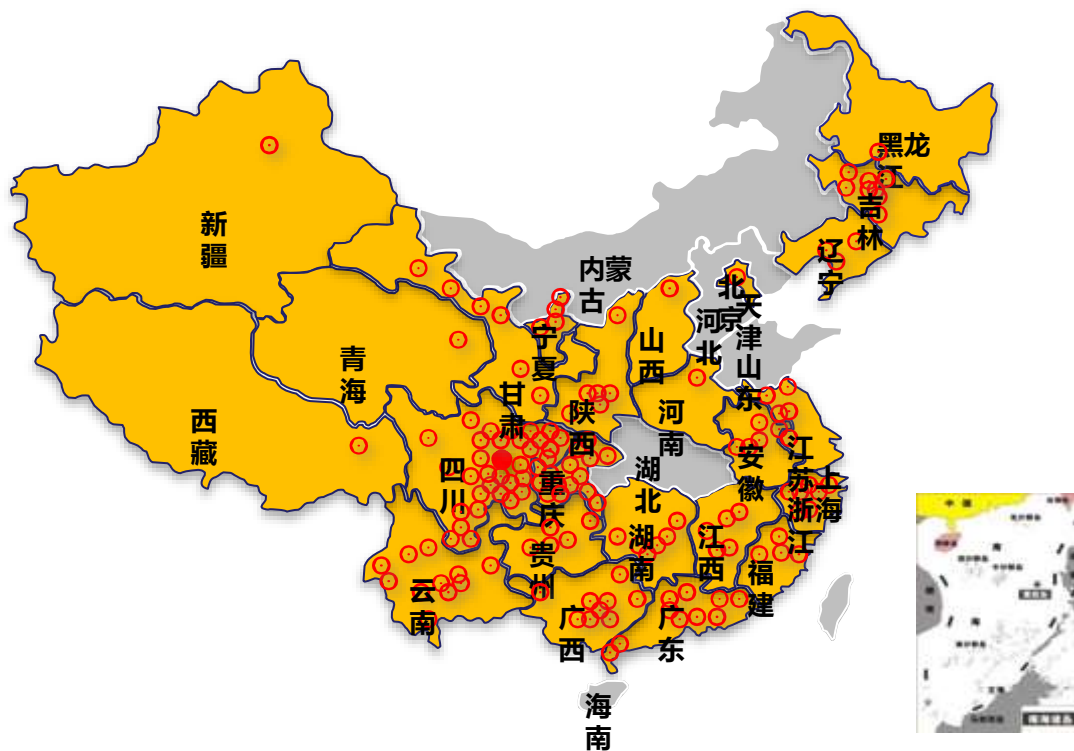 黑龙江
吉林
辽宁
内蒙古
新疆
北京
天津
河北
山西
山东
宁夏
青海
甘肃
陕西
河南
西藏
四川
重庆
湖北
安徽
江苏
上海
浙江
湖南
江西
贵州
福建
云南
广西
广东
海南
中国